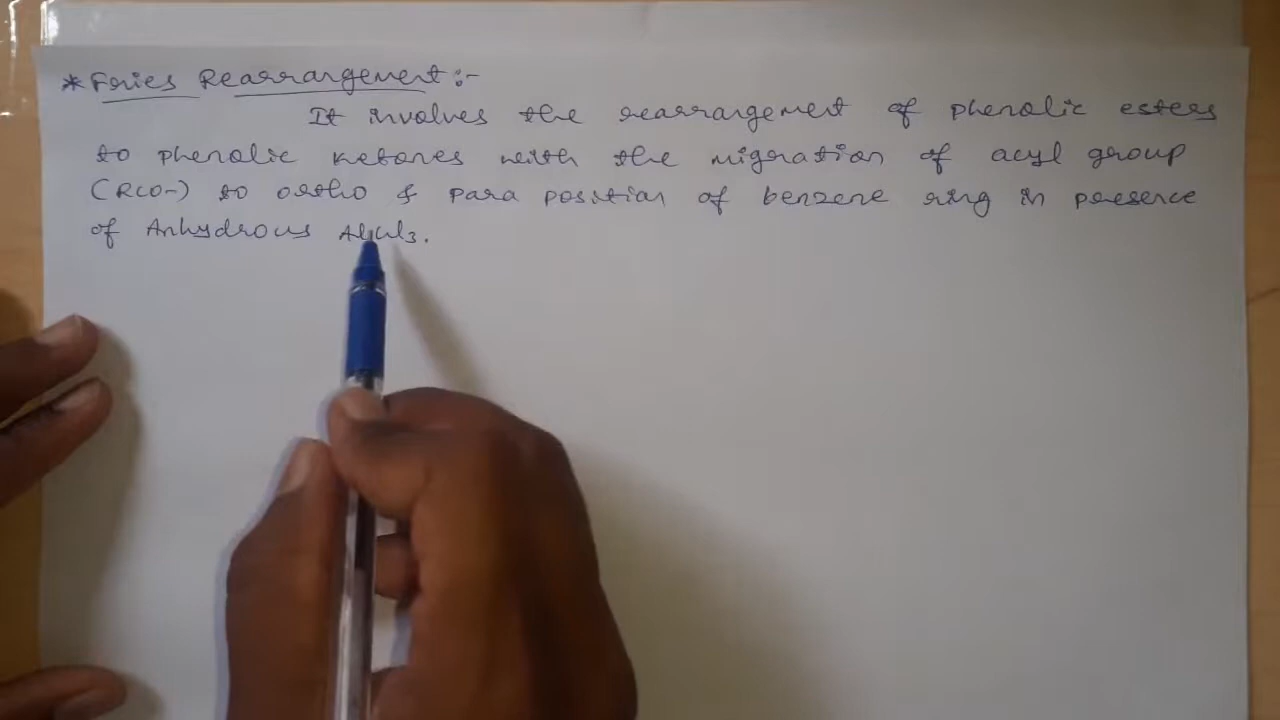 * Fries Rearrangement :-
It involves the rearrangement of phenolic esters
to phenolic ketones with the migration of acyl group
(RCO-) to ortho & para position of benzene ring in presence
of Anhydrous AlCl3.